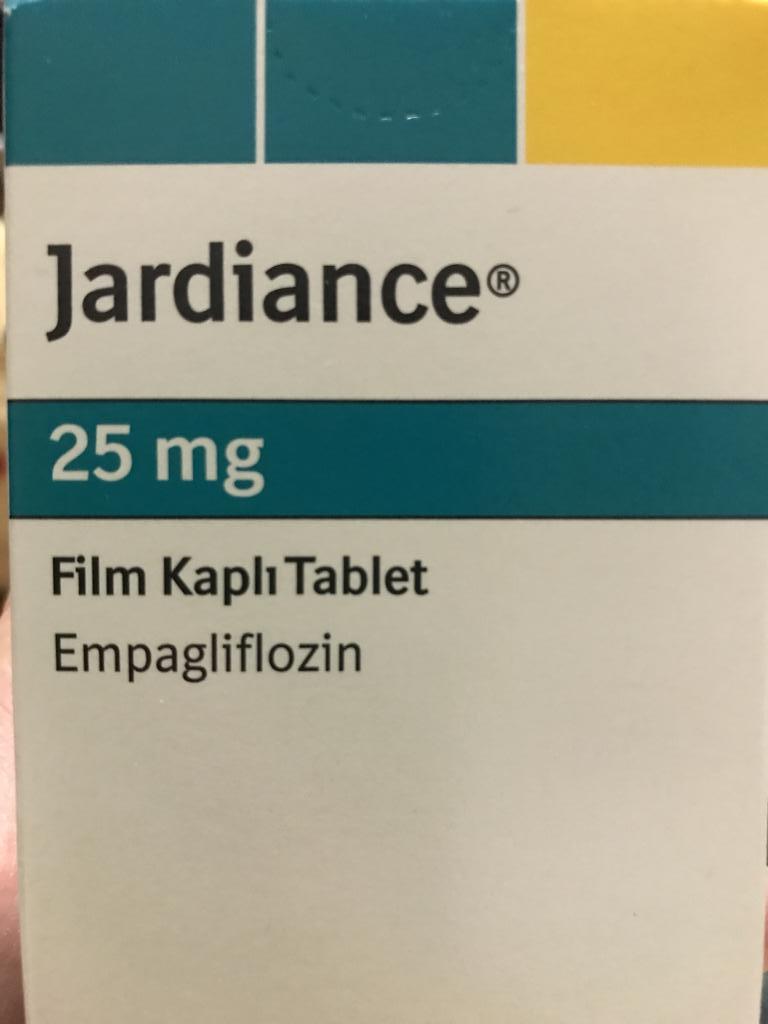 Jardiance®
25 mg
Film Kaplı Tablet
Empagliflozin